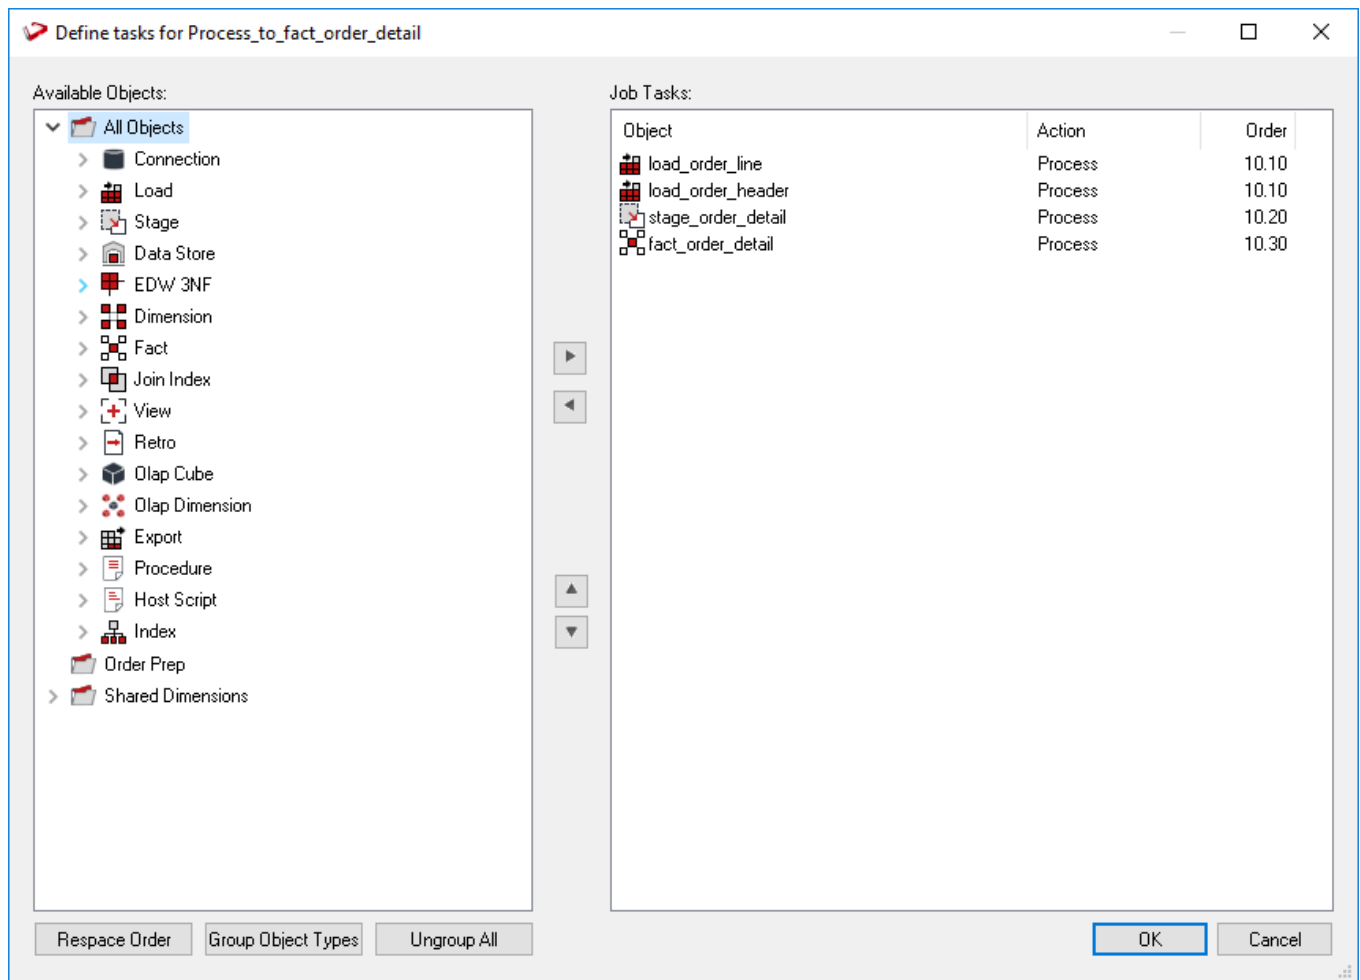 Define tasks for Process_to_fact_order_detail
Available Objects:
All Objects
Connection
Load
Stage
Data Store
EDW 3NF
Dimension
Fact
Join Index
View
Retro
Olap Cube
Olap Dimension
Export
Procedure
Host Script
Index
Order Prep
Shared Dimensions
Job Tasks:
Object Action Order
load_order_line Process 10.10
load_order_header Process 10.10
stage_order_detail Process 10.20
fact_order_detail Process 10.30
Respace Order Group Object Types Ungroup All OK Cancel